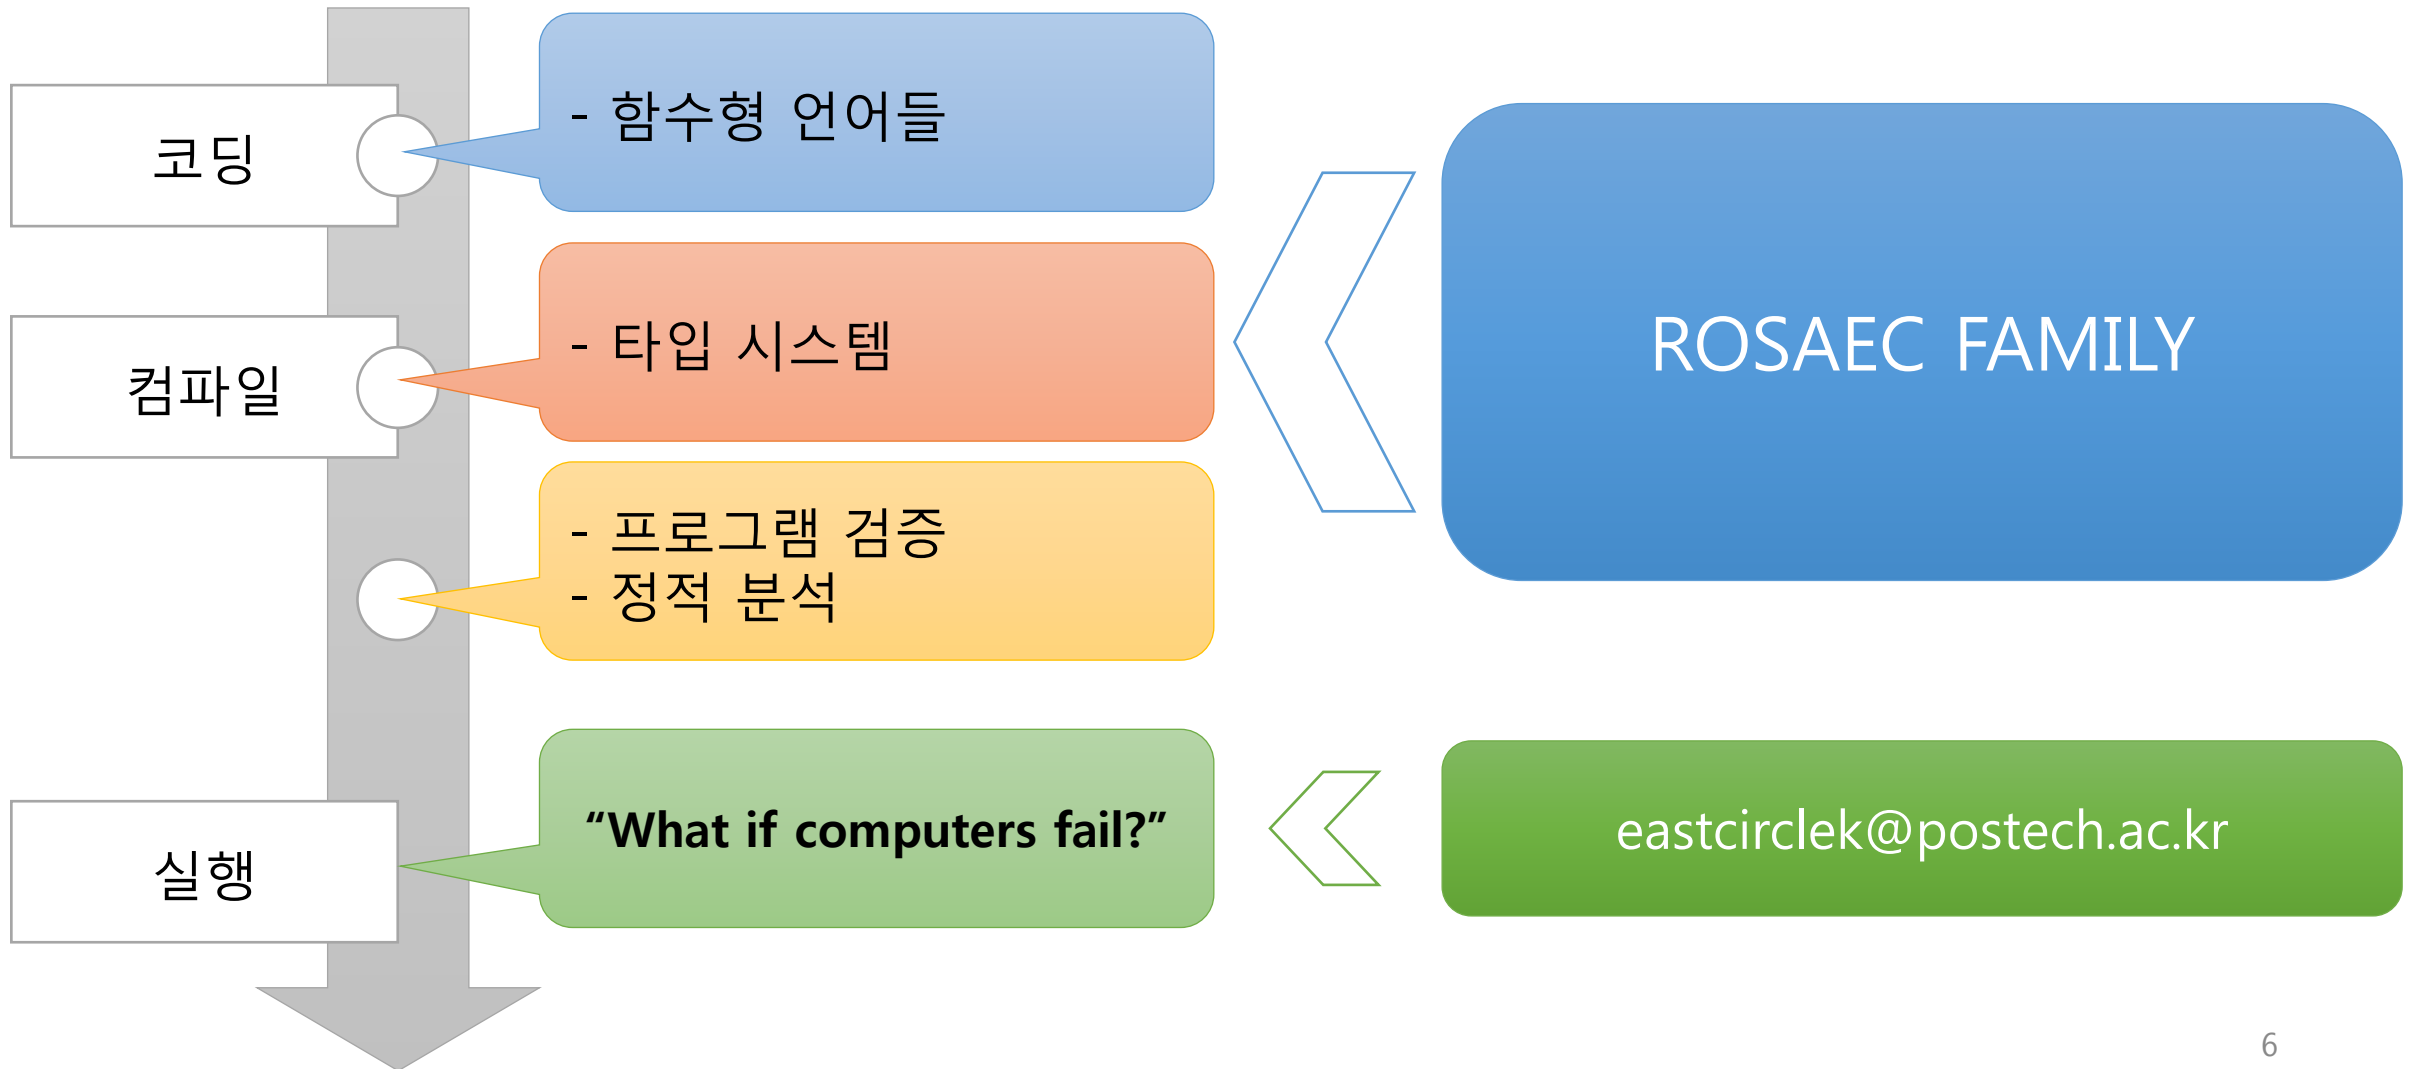 코딩
- 함수형 언어들
컴파일
- 타입 시스템
- 프로그램 검증
- 정적 분석
ROSAEC FAMILY
실행
“What if computers fail?”
eastcirclek@postech.ac.kr
6